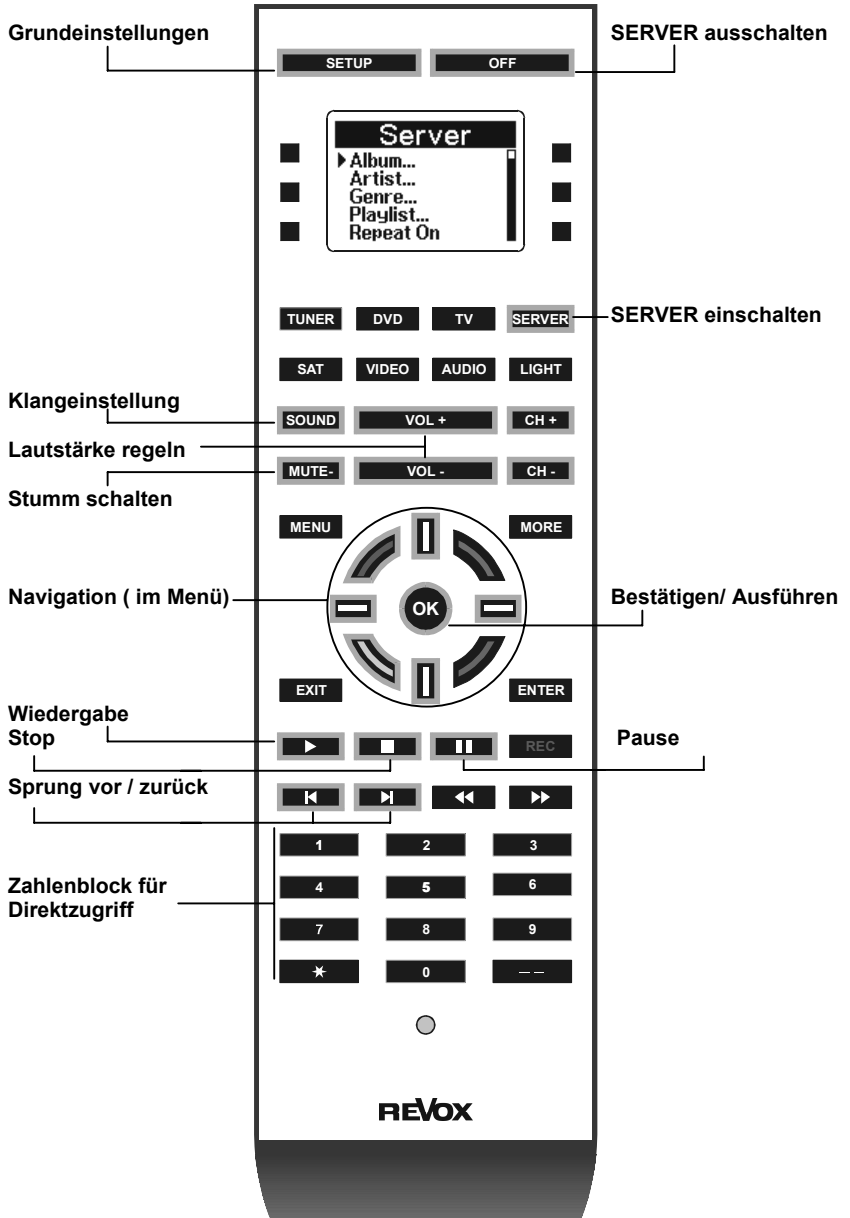 Grundeinstellungen
SERVER ausschalten
SETUP OFF
Server
Album...
Artist...
Genre...
Playlist...
Repeat On
TUNER DVD TV SERVER
SERVER einschalten
SAT VIDEO AUDIO LIGHT
Klangeinstellung
SOUND VOL + CH +
Lautstärke regeln
MUTE- VOL - CH -
Stumm schalten
MENU MORE
Navigation ( im Menü)
OK
Bestätigen/ Ausführen
EXIT ENTER
Wiedergabe
Stop
REC
Pause
Sprung vor / zurück
1 2 3
Zahlenblock für
Direktzugriff
4 5 6
7 8 9
* 0 – –
REVOX